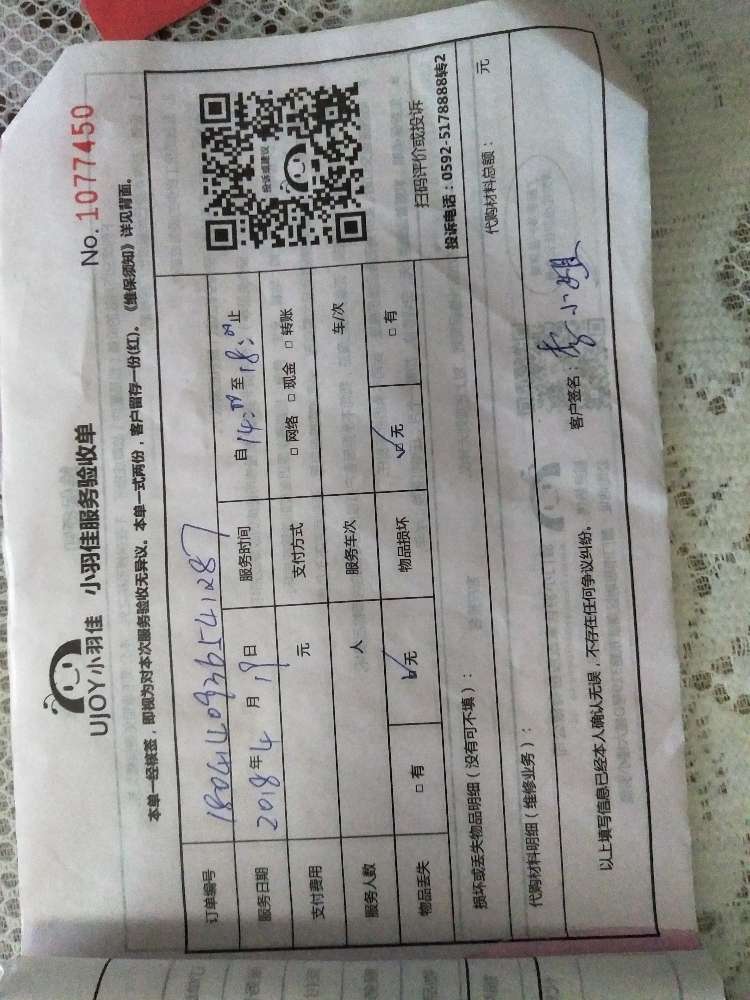 UJOY小羽佳 小羽佳服务验收单 No. 1077450
本单一经核签，即视为对本次服务验收无异议。本单一式两份，客户留存一份(红)。《维保须知》详见背面。
订单编号 1804140936541287
服务日期 2018年4月19日 服务时间 自14:00至18:00止
支付费用 元 支付方式 □ 网络 □ 现金 □ 转账
服务人数 人 服务车次 车/次
物品丢失 □ 有 ☑无 物品损坏 ☑无 □ 有
投诉或建议
扫码评价或投诉
投诉电话：0592-5178888转2
损坏或丢失物品明细（没有可不填）：
代购材料明细（维修业务）： 代购材料总额： 元
以上填写信息已经本人确认无误，不存在任何争议纠纷。 客户签名：李小姐